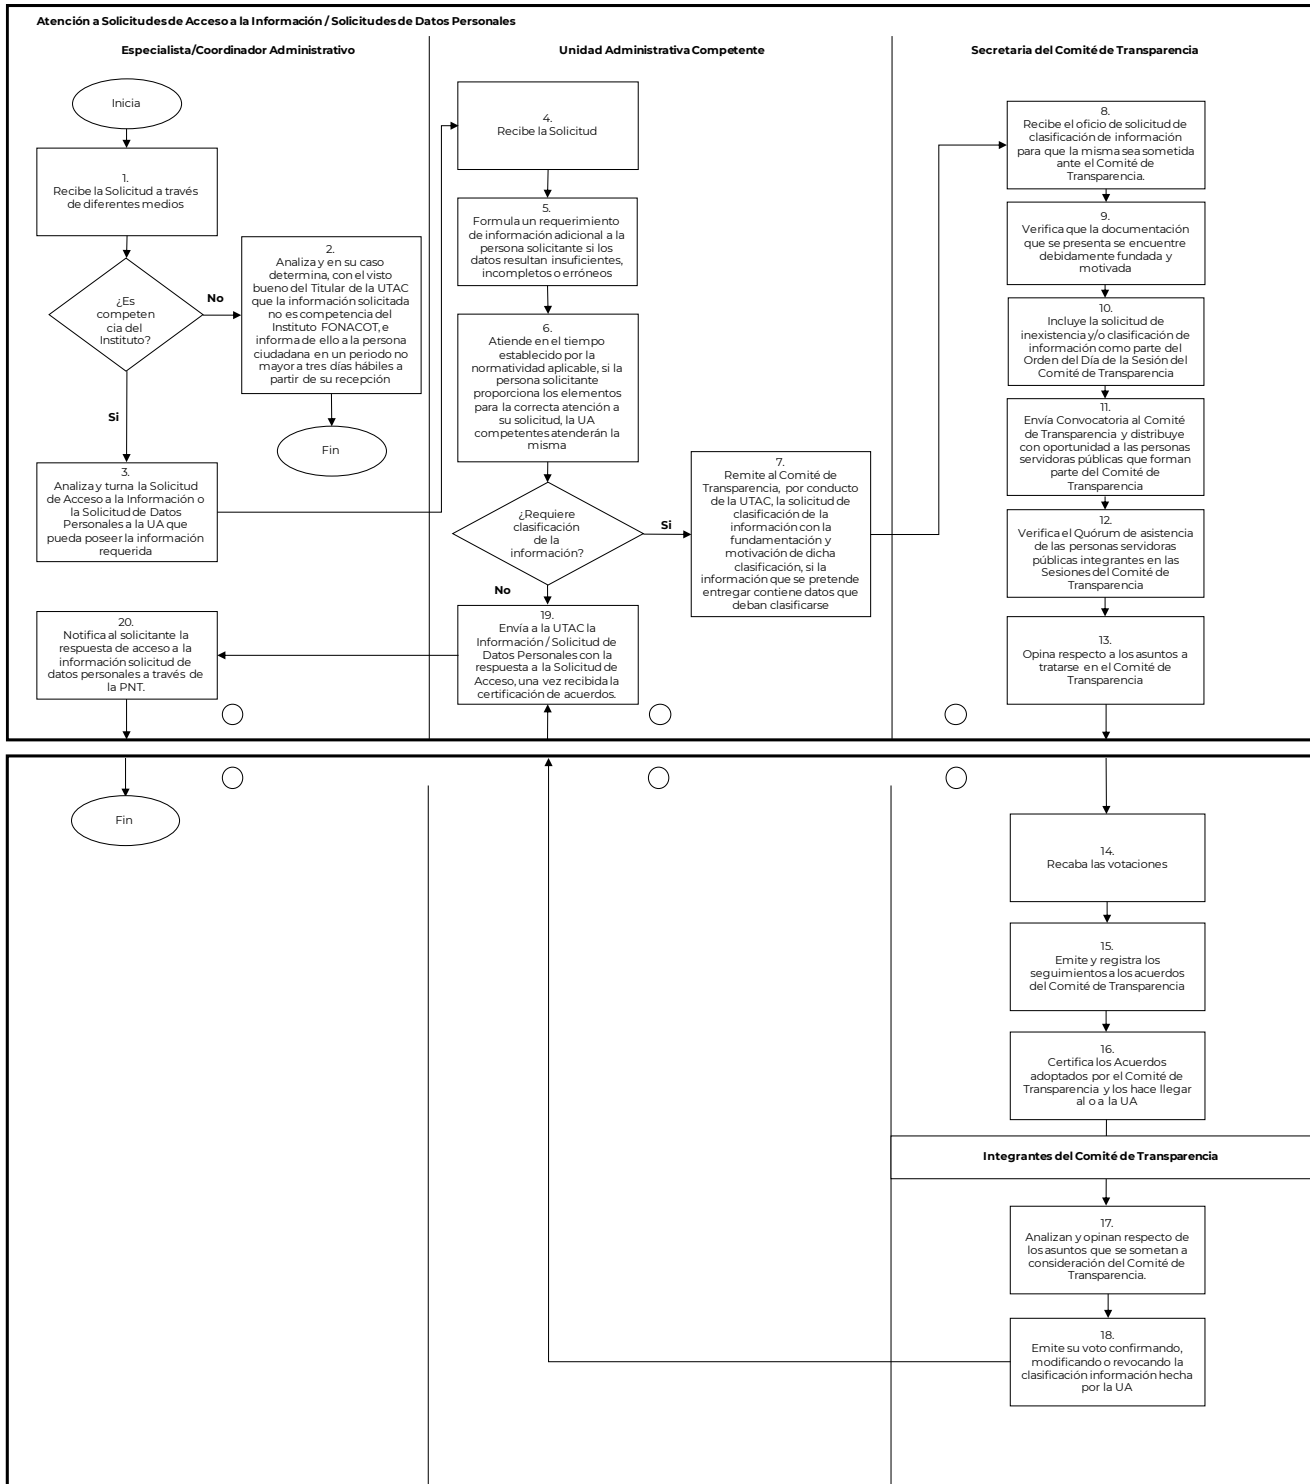 Atención a Solicitudes de Acceso a la Información / Solicitudes de Datos Personales
Especialista/Coordinador Administrativo
Unidad Administrativa Competente
Secretaria del Comité de Transparencia
Inicia
1.
Recibe la Solicitud a través
de diferentes medios
¿Es
competen
cia del
Instituto?
No
Si
2.
Analiza y en su caso
determina, con el visto
bueno del Titular de la UTAC
que la información solicitada
no es competencia del
Instituto FONACOT, e
informa de ello a la persona
ciudadana en un periodo no
mayor a tres días hábiles a
partir de su recepción
Fin
3.
Analiza y turna la Solicitud
de Acceso a la Información o
la Solicitud de Datos
Personales a la UA que
pueda poseer la información
requerida
20.
Notifica al solicitante la
respuesta de acceso a la
información solicitud de
datos personales a través de
la PNT.
4.
Recibe la Solicitud
5.
Formula un requerimiento
de información adicional a la
persona solicitante si los
datos resultan insuficientes,
incompletos o erróneos
6.
Atiende en el tiempo
establecido por la
normatividad aplicable, si la
persona solicitante
proporciona los elementos
para la correcta atención a
su solicitud, la UA
competentes atenderán la
misma
¿Requiere
clasificación
de la
información?
Si
No
7.
Remite al Comité de
Transparencia, por conducto
de la UTAC, la solicitud de
clasificación de la
información con la
fundamentación y
motivación de dicha
clasificación, si la
información que se pretende
entregar contiene datos que
deban clasificarse
19.
Envía a la UTAC la
Información / Solicitud de
Datos Personales con la
respuesta a la Solicitud de
Acceso, una vez recibida la
certificación de acuerdos.
8.
Recibe el oficio de solicitud de
clasificación de información
para que la misma sea sometida
ante el Comité de
Transparencia.
9.
Verifica que la documentación
que se presenta se encuentre
debidamente fundada y
motivada
10.
Incluye la solicitud de
inexistencia y/o clasificación de
información como parte del
Orden del Día de la Sesión del
Comité de Transparencia
11.
Envía Convocatoria al Comité
de Transparencia y distribuye
con oportunidad a las personas
servidoras públicas que forman
parte del Comité de
Transparencia
12.
Verifica el Quórum de asistencia
de las personas servidoras
públicas integrantes en las
Sesiones del Comité de
Transparencia
13.
Opina respecto a los asuntos a
tratarse en el Comité de
Transparencia
Fin
14.
Recaba las votaciones
15.
Emite y registra los
seguimientos a los acuerdos
del Comité de Transparencia
16.
Certifica los Acuerdos
adoptados por el Comité de
Transparencia y los hace llegar
al o a la UA
Integrantes del Comité de Transparencia
17.
Analizan y opinan respecto de
los asuntos que se sometan a
consideración del Comité de
Transparencia.
18.
Emite su voto confirmando,
modificando o revocando la
clasificación información hecha
por la UA